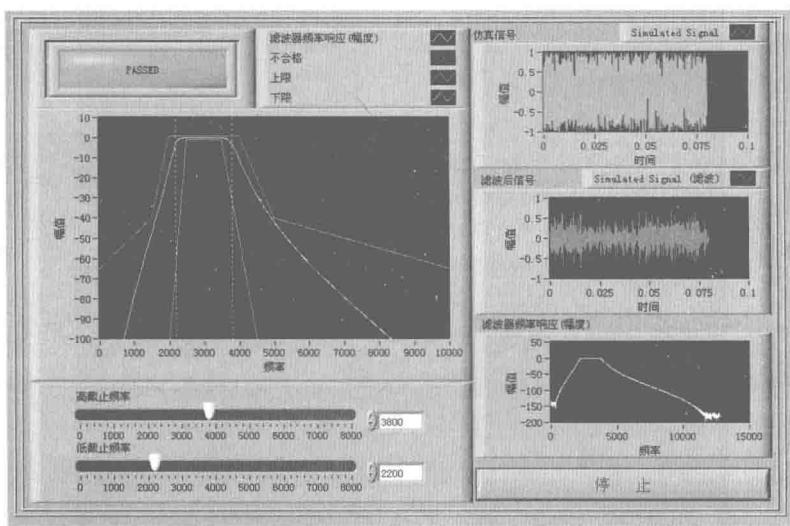 PASSED
滤波器频率响应(幅度)
不合格
上限
下限
幅值
10
0
-10
-20
-30
-40
-50
-60
-70
-80
-90
-100
0 1000 2000 3000 4000 5000 6000 7000 8000 9000 10000
频率
高截止频率
0 1000 2000 3000 4000 5000 6000 7000 8000
3800
低截止频率
0 1000 2000 3000 4000 5000 6000 7000 8000
2200
仿真信号 Simulated Signal
幅值
1
0.5
0
-0.5
-1
0 0.025 0.05 0.075 0.1
时间
滤波后信号 Simulated Signal (滤波)
幅值
1
0.5
0
-0.5
-1
0 0.025 0.05 0.075 0.1
时间
滤波器频率响应(幅度)
幅值
50
0
-50
-100
-150
-200
0 5000 10000 15000
频率
停 止